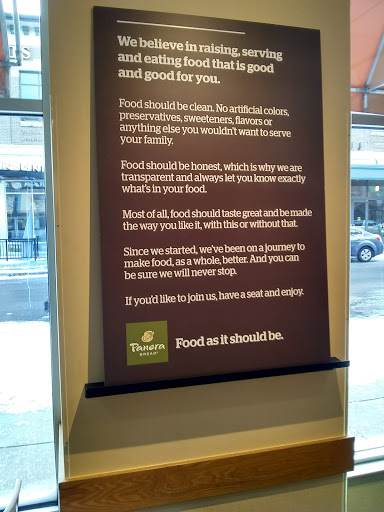 We believe in raising, serving
and eating food that is good
and good for you.
Food should be clean. No artificial colors,
preservatives, sweeteners, flavors or
anything else you wouldn't want to serve
your family.
Food should be honest, which is why we are
transparent and always let you know exactly
what's in your food.
Most of all, food should taste great and be made
the way you like it, with this or without that.
Since we started, we've been on a journey to
make food, as a whole, better. And you can
be sure we will never stop.
If you'd like to join us, have a seat and enjoy.
Panera
BREAD®
Food as it should be.